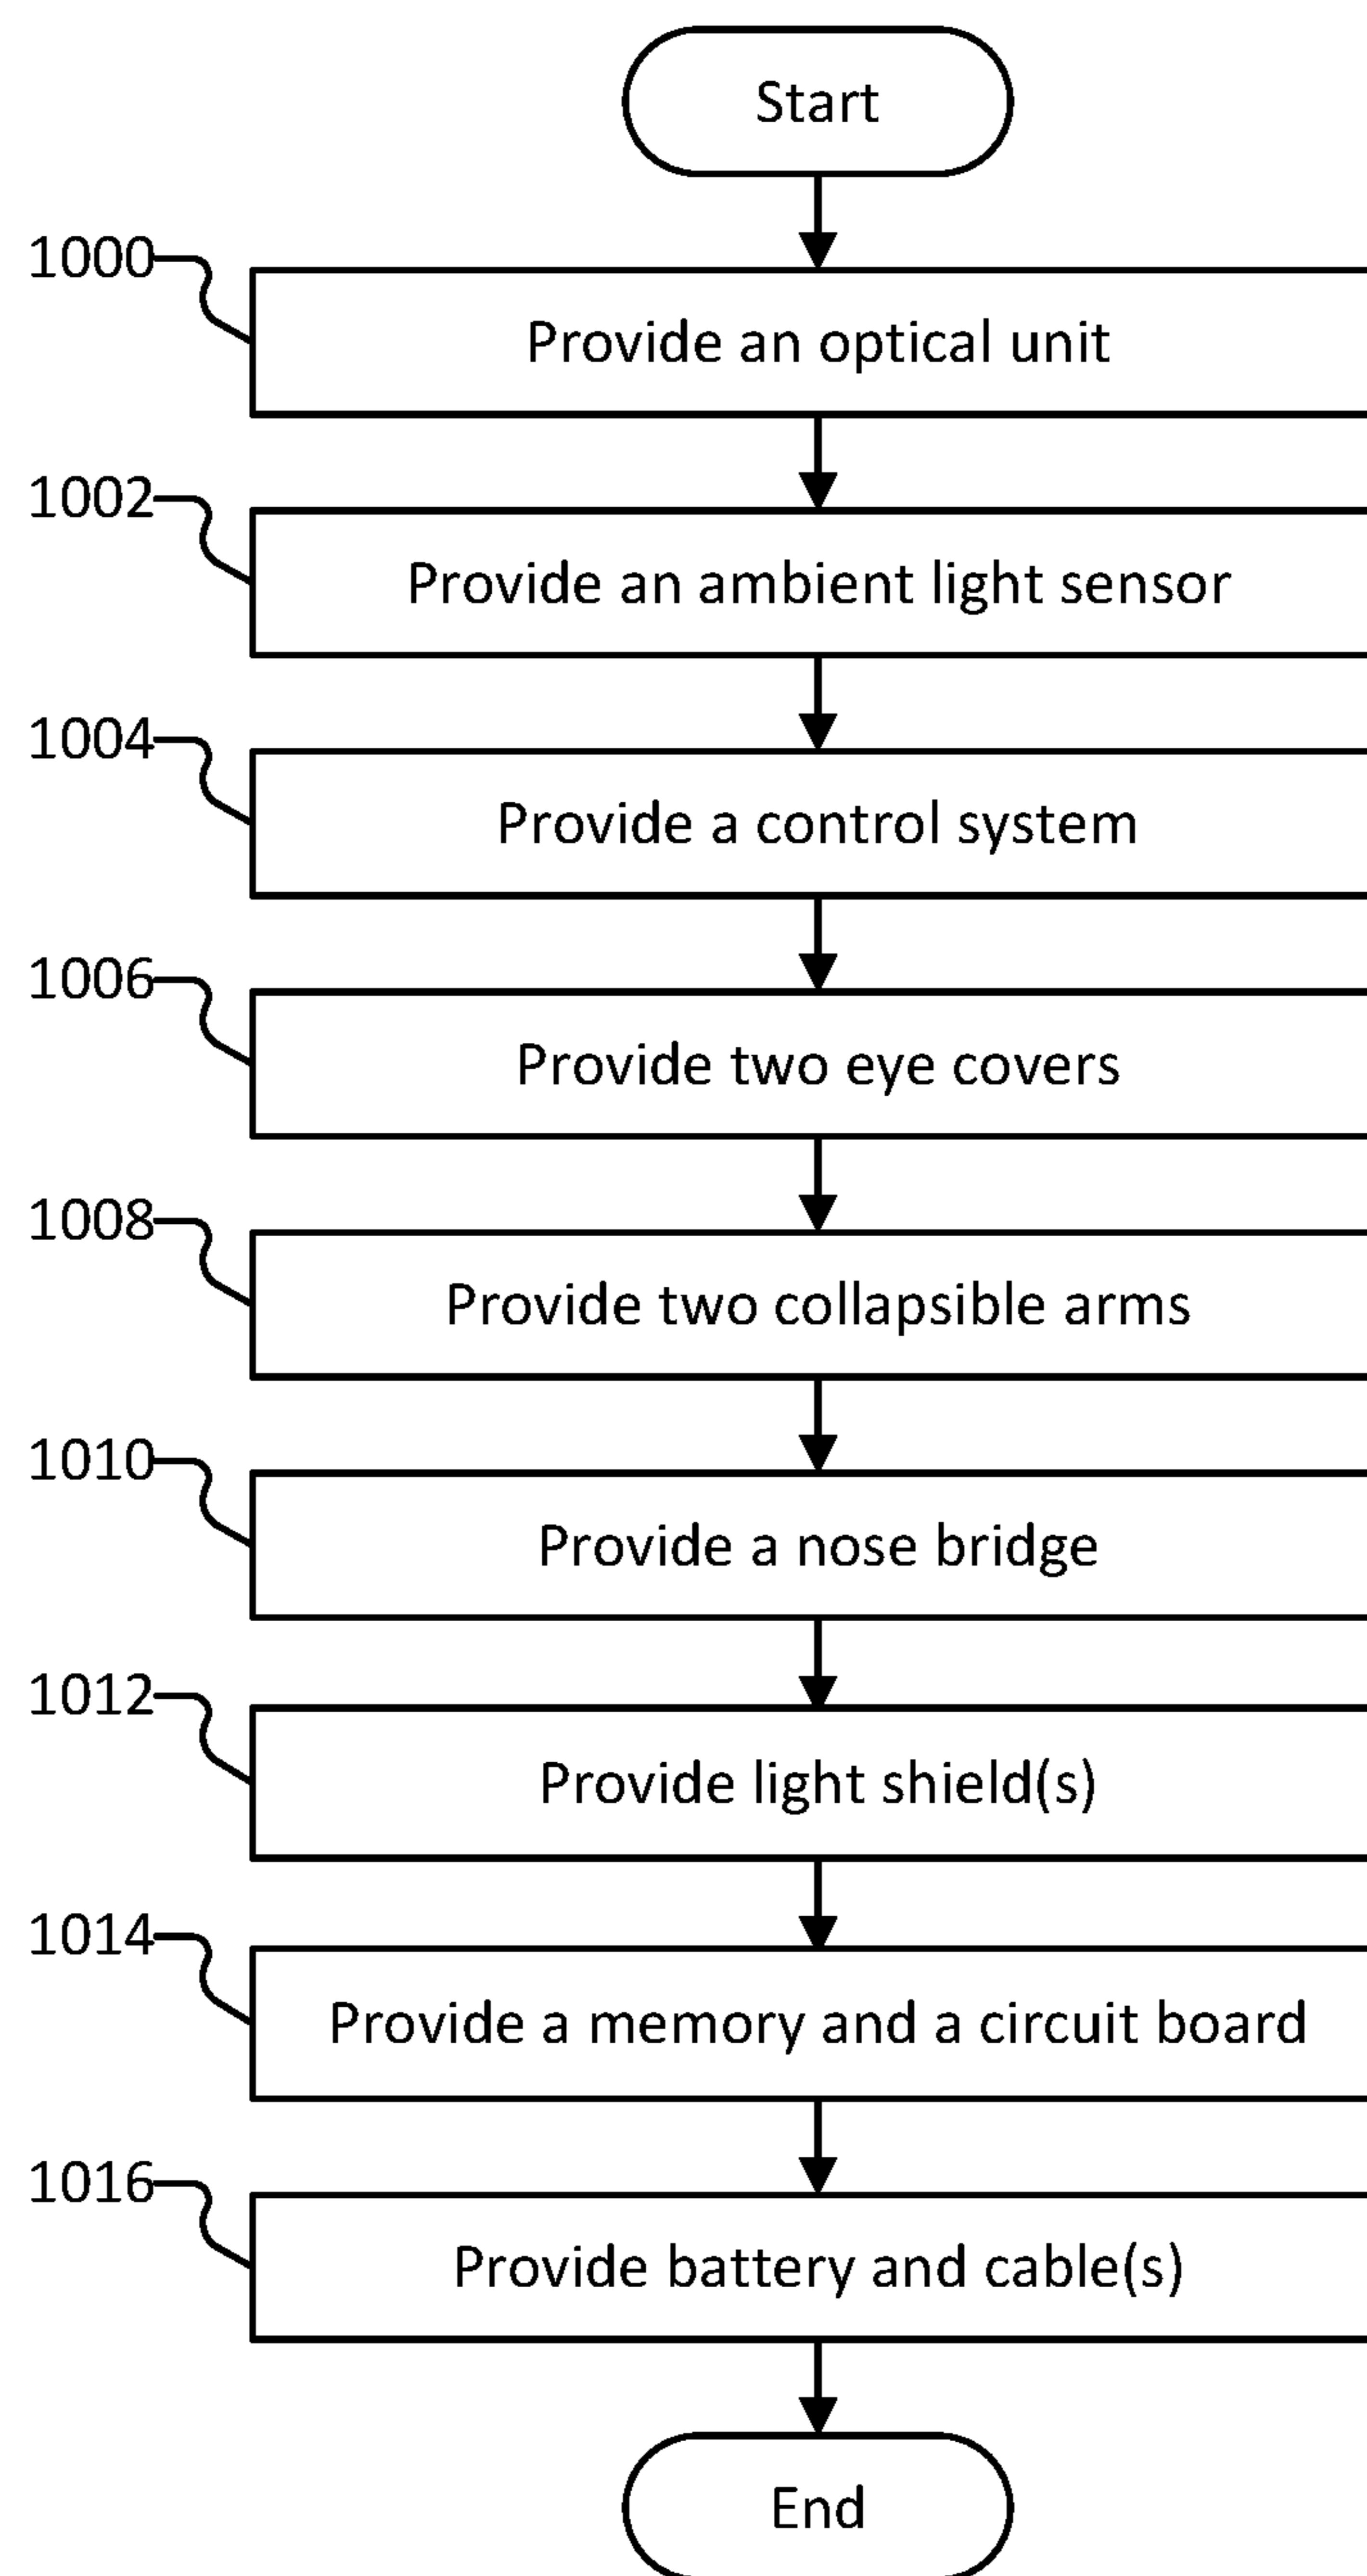 Start
1000
Provide an optical unit
1002
Provide an ambient light sensor
1004
Provide a control system
1006
Provide two eye covers
1008
Provide two collapsible arms
1010
Provide a nose bridge
1012
Provide light shield(s)
1014
Provide a memory and a circuit board
1016
Provide battery and cable(s)
End